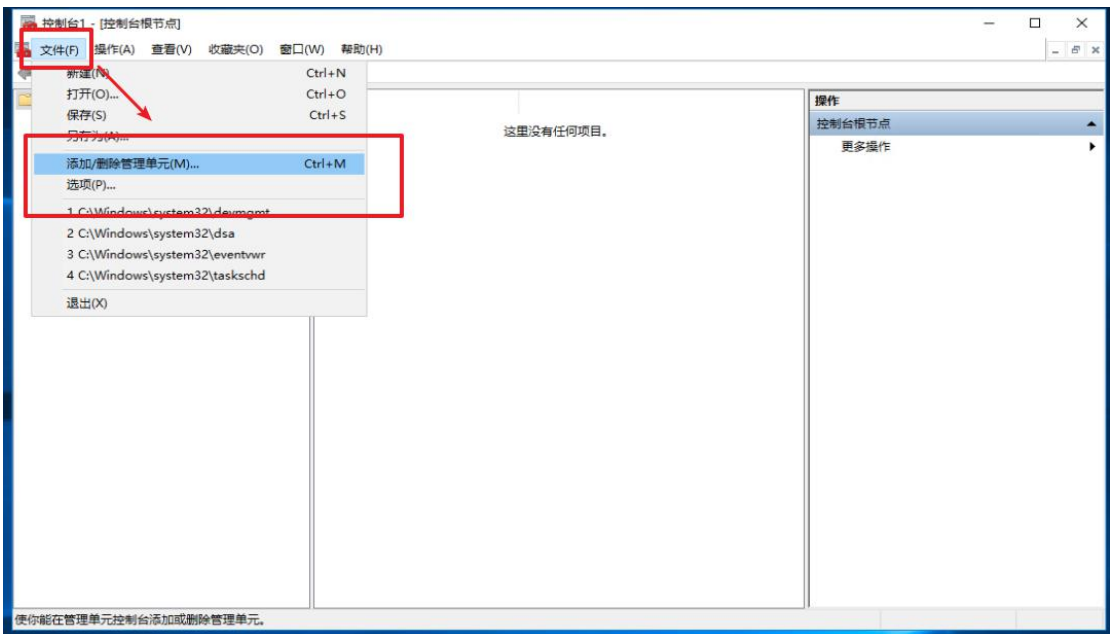 控制台1 - [控制台根节点]
文件(F) 操作(A) 查看(V) 收藏夹(O) 窗口(W) 帮助(H)
新建(N) Ctrl+N
打开(O)... Ctrl+O
保存(S) Ctrl+S
另存为(A)...
添加/删除管理单元(M)... Ctrl+M
选项(P)...
1 C:\Windows\system32\devmgmt
2 C:\Windows\system32\dsa
3 C:\Windows\system32\eventvwr
4 C:\Windows\system32\taskschd
退出(X)
这里没有任何项目。
操作
控制台根节点
更多操作
使你能在管理单元控制台添加或删除管理单元。